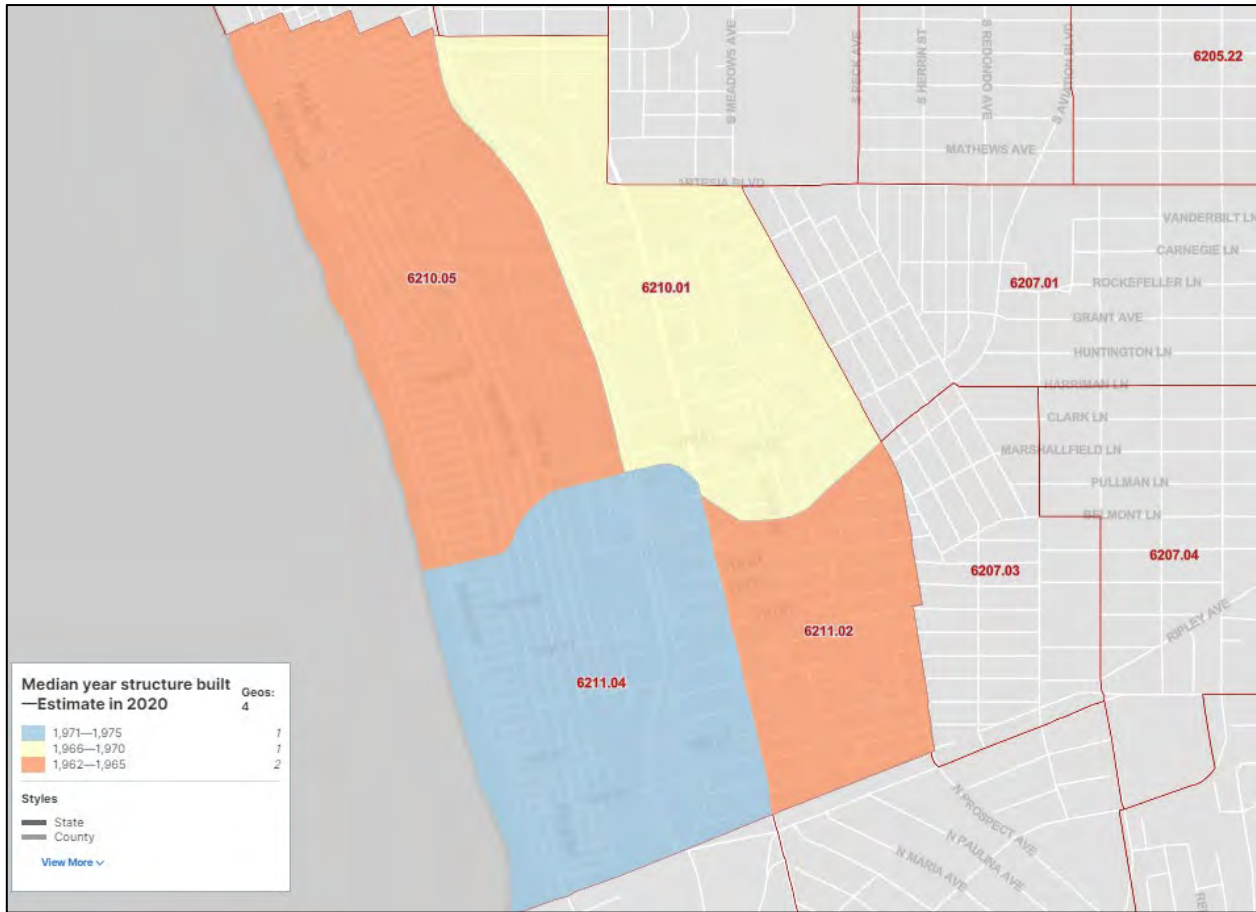 S MEADOWS AVE
S PECK AVE
S HERRIN ST
S REDONDO AVE
S AVIATION BLVD
6205.22
MATHEWS AVE
RTESIA BLVD
VANDERBILT LN
CARNEGIE LN
6210.05
6210.01
6207.01
ROCKEFELLER LN
GRANT AVE
HUNTINGTON LN
HARRIMAN LN
CLARK LN
MARSHALLFIELD LN
PULLMAN LN
BELMONT LN
6207.03
6207.04
6211.02
RIPLEY AVE
6211.04
N PROSPECT AVE
N PAULINA AVE
N MARIA AVE
Median year structure built
—Estimate in 2020
Geos:
4
1,971—1,975 1
1,966—1,970 1
1,962—1,965 2
Styles
State
County
View More